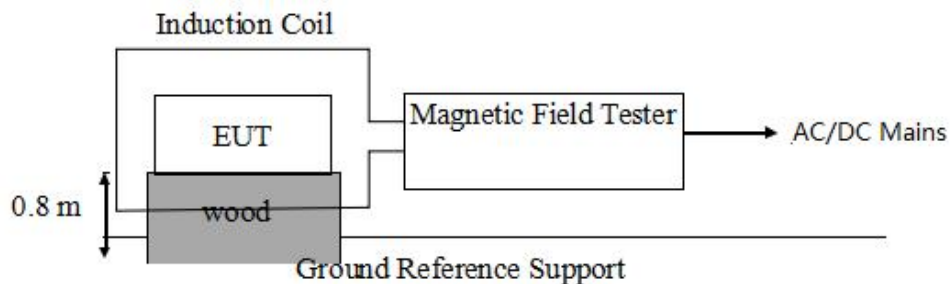 Induction Coil
EUT
Magnetic Field Tester
.AC/DC Mains
0.8 m
wood
Ground Reference Support